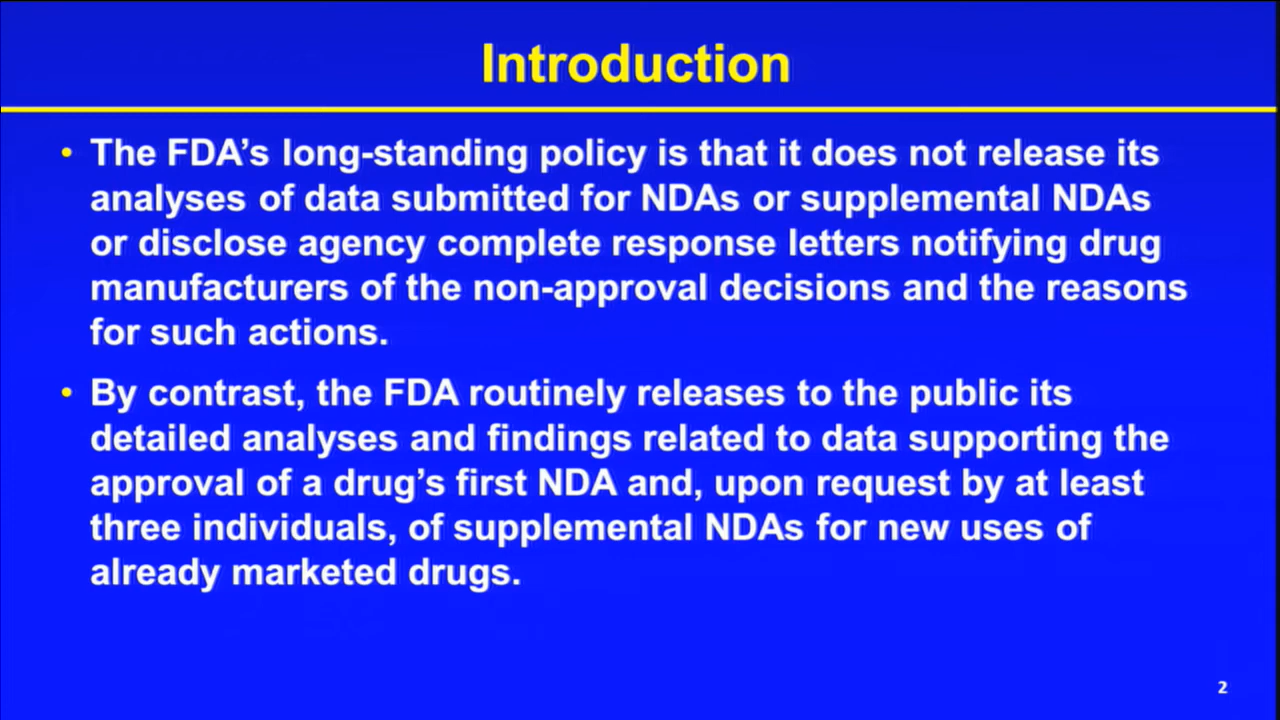 Introduction
• The FDA’s long-standing policy is that it does not release its
analyses of data submitted for NDAs or supplemental NDAs
or disclose agency complete response letters notifying drug
manufacturers of the non-approval decisions and the reasons
for such actions.
• By contrast, the FDA routinely releases to the public its
detailed analyses and findings related to data supporting the
approval of a drug’s first NDA and, upon request by at least
three individuals, of supplemental NDAs for new uses of
already marketed drugs.
2